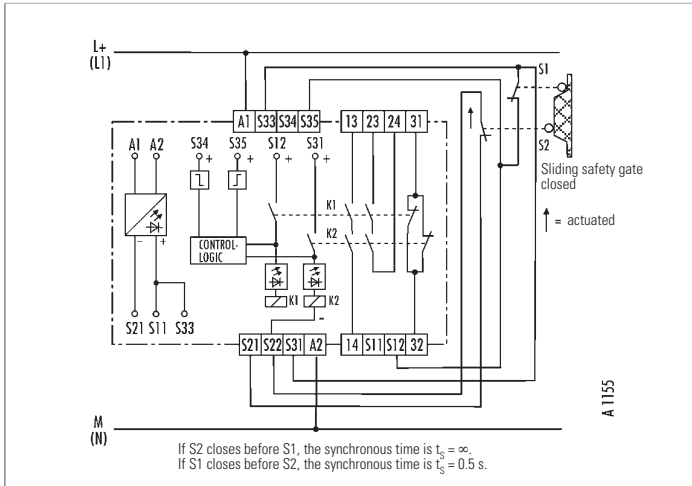 L+
(L1)
A1 S33 S34 S35
13 23 24 31
S1
S2
Sliding safety gate
closed
= actuated
A1 A2 S34 S35 S12 S31
+ + + +
K1
K2
CONTROL-
LOGIC
- +
K1 K2
-
S21 S11 S33
S21 S22 S31 A2
14 S11 S12 32
A 1155
M
(N)
If S2 closes before S1, the synchronous time is tS = ∞.
If S1 closes before S2, the synchronous time is tS = 0.5 s.